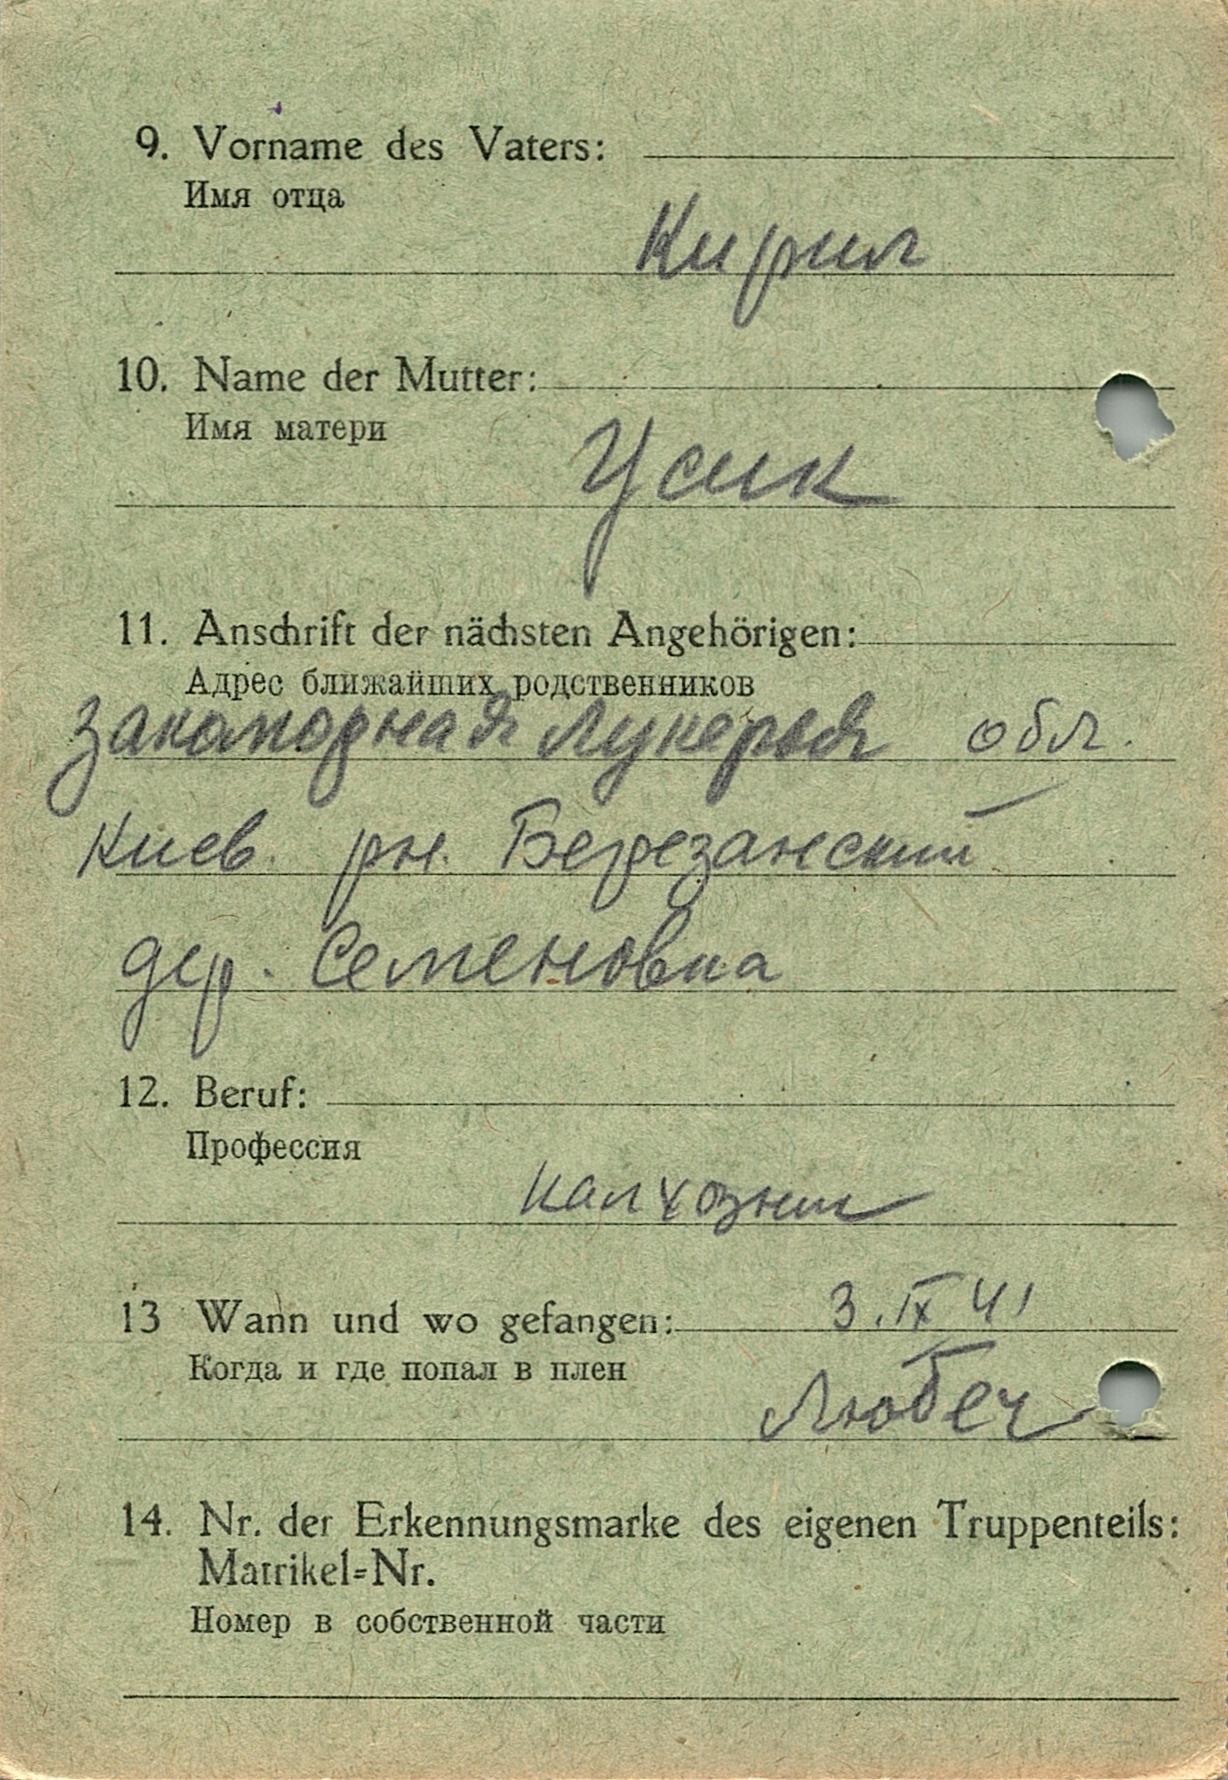 9. Vorname des Vaters:
Имя отца
Кирил
10. Name der Mutter:
Имя матери
Усик
11. Anschrift der nächsten Angehörigen:
Адрес ближайших родственников
Закаморная Лукерья обл.
Киев. рн. Березанский
дер. Семеновка
12. Beruf:
Профессия
калхозник
13 Wann und wo gefangen: 3.IX 41
Когда и где попал в плен
Любеч
14. Nr. der Erkennungsmarke des eigenen Truppenteils:
Matrikel=Nr.
Номер в собственной части